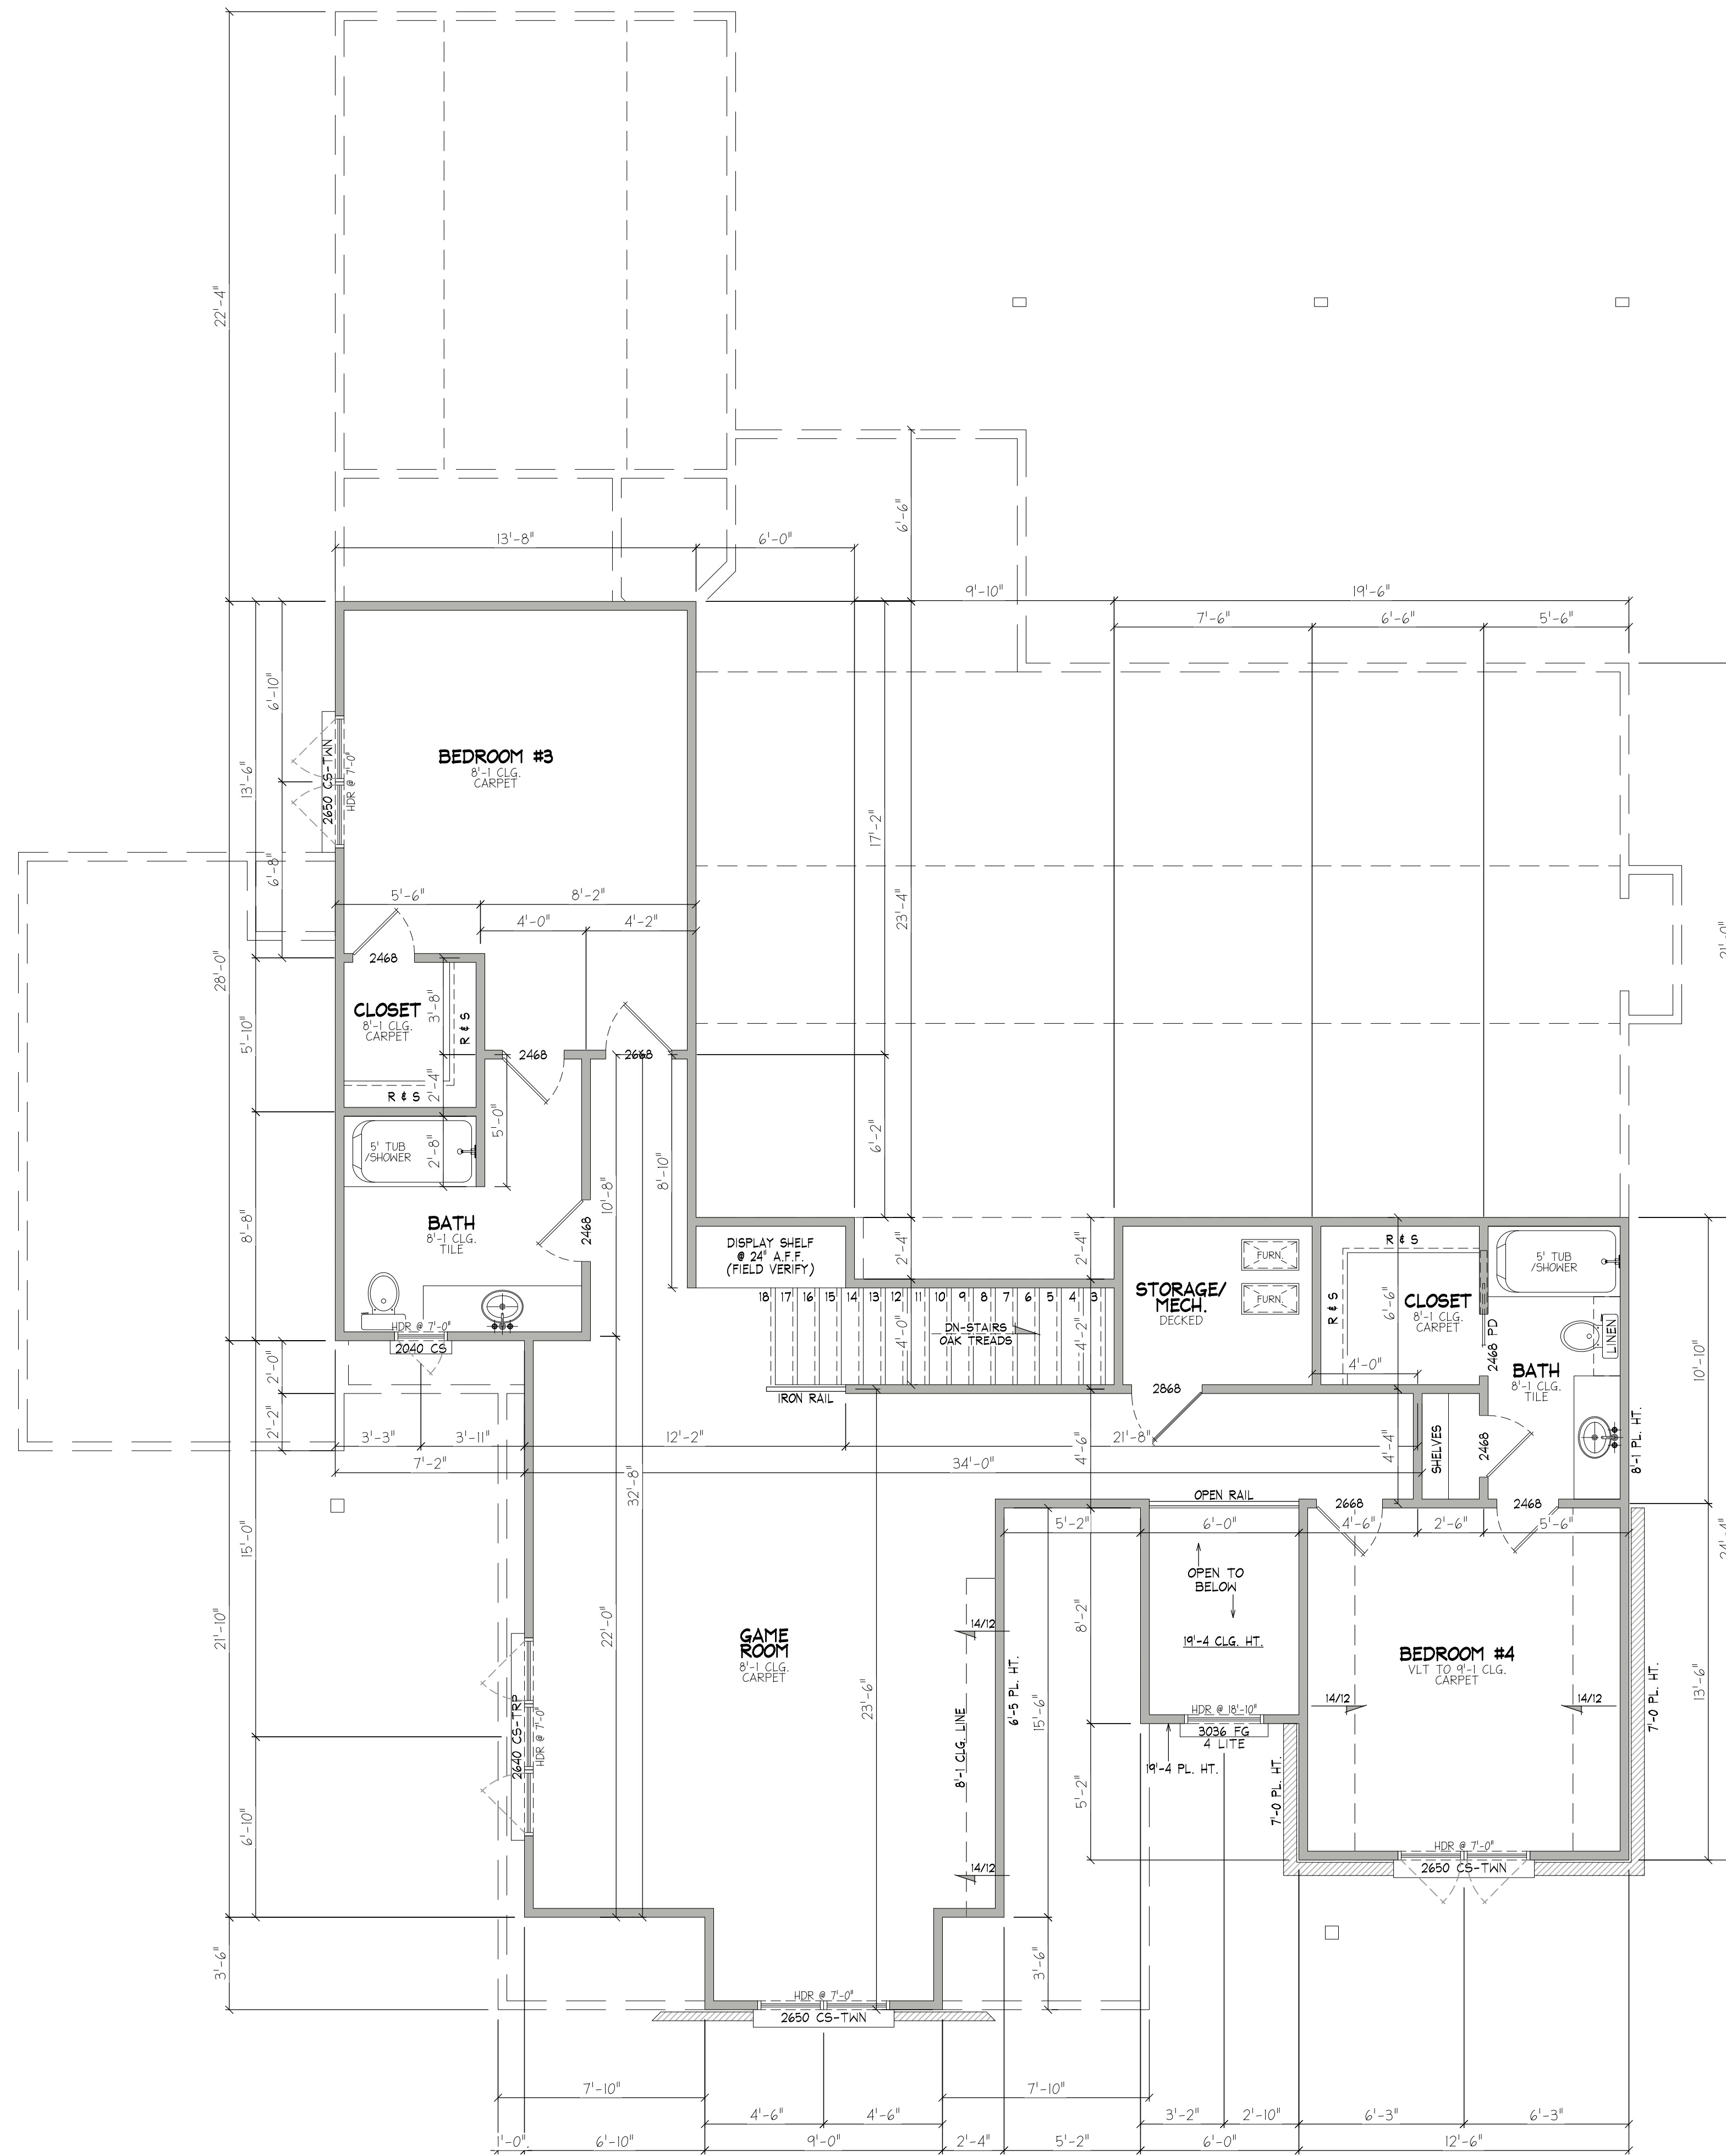 22'-4"
6'-6"
13'-8"
6'-0"
9'-10"
19'-6"
7'-6"
6'-6"
5'-6"
6'-10"
13'-6"
6'-8"
28'-0"
2650 CS-TWN
HDR @ 7'-0"
BEDROOM #3
8'-1 CLG.
CARPET
17'-2"
23'-4"
21'-0"
5'-6"
8'-2"
4'-0"
4'-2"
2468
CLOSET
8'-1 CLG.
CARPET
3'-8"
R & S
R & S
2'-4"
2468
2668
5'-10"
5'-0"
5' TUB
/SHOWER
2'-8"
6'-2"
8'-10"
10'-8"
8'-8"
BATH
8'-1 CLG.
TILE
2468
HDR @ 7'-0"
2040 CS
DISPLAY SHELF
@ 24" A.F.F.
(FIELD VERIFY)
2'-4"
2'-4"
18 17 16 15 14 13 12 11 10 9 8 7 6 5 4 3
DN-STAIRS
OAK TREADS
4'-0"
4'-2"
IRON RAIL
STORAGE/
MECH.
DECKED
FURN.
FURN.
2868
R & S
R & S
6'-6"
CLOSET
8'-1 CLG.
CARPET
4'-0"
2468 PD
5' TUB
/SHOWER
LINEN
BATH
8'-1 CLG.
TILE
10'-10"
8'-1 PL. HT.
SHELVES
2468
4'-4"
4'-6"
2'-0"
2'-2"
3'-3"
3'-11"
12'-2"
21'-8"
7'-2"
34'-0"
32'-8"
OPEN RAIL
2668
2468
5'-2"
6'-0"
4'-6"
2'-6"
5'-6"
24'-4"
15'-0"
21'-10"
22'-0"
OPEN TO
BELOW
19'-4 CLG. HT.
8'-2"
GAME
ROOM
8'-1 CLG.
CARPET
14/12
6'-5 PL. HT.
15'-6"
8'-1 CLG. LINE
23'-6"
BEDROOM #4
VLT TO 9'-1 CLG.
CARPET
14/12
14/12
7'-0 PL. HT.
13'-6"
2640 CS-TRP
HDR @ 7'-0"
HDR @ 18'-10"
3036 FG
4 LITE
19'-4 PL. HT.
7'-0 PL. HT.
5'-2"
6'-10"
14/12
HDR @ 7'-0"
2650 CS-TWN
3'-6"
3'-6"
HDR @ 7'-0"
2650 CS-TWN
7'-10"
7'-10"
4'-6"
4'-6"
3'-2"
2'-10"
6'-3"
6'-3"
1'-0"
6'-10"
9'-0"
2'-4"
5'-2"
6'-0"
12'-6"